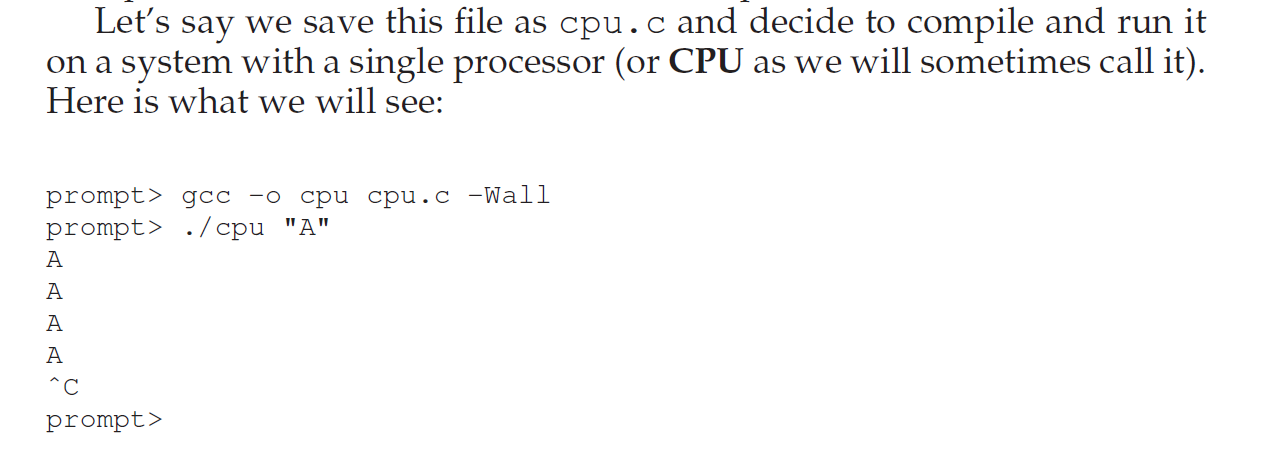 Let’s say we save this file as cpu.c and decide to compile and run it
on a system with a single processor (or CPU as we will sometimes call it).
Here is what we will see:
prompt> gcc -o cpu cpu.c -Wall
prompt> ./cpu "A"
A
A
A
A
^C
prompt>